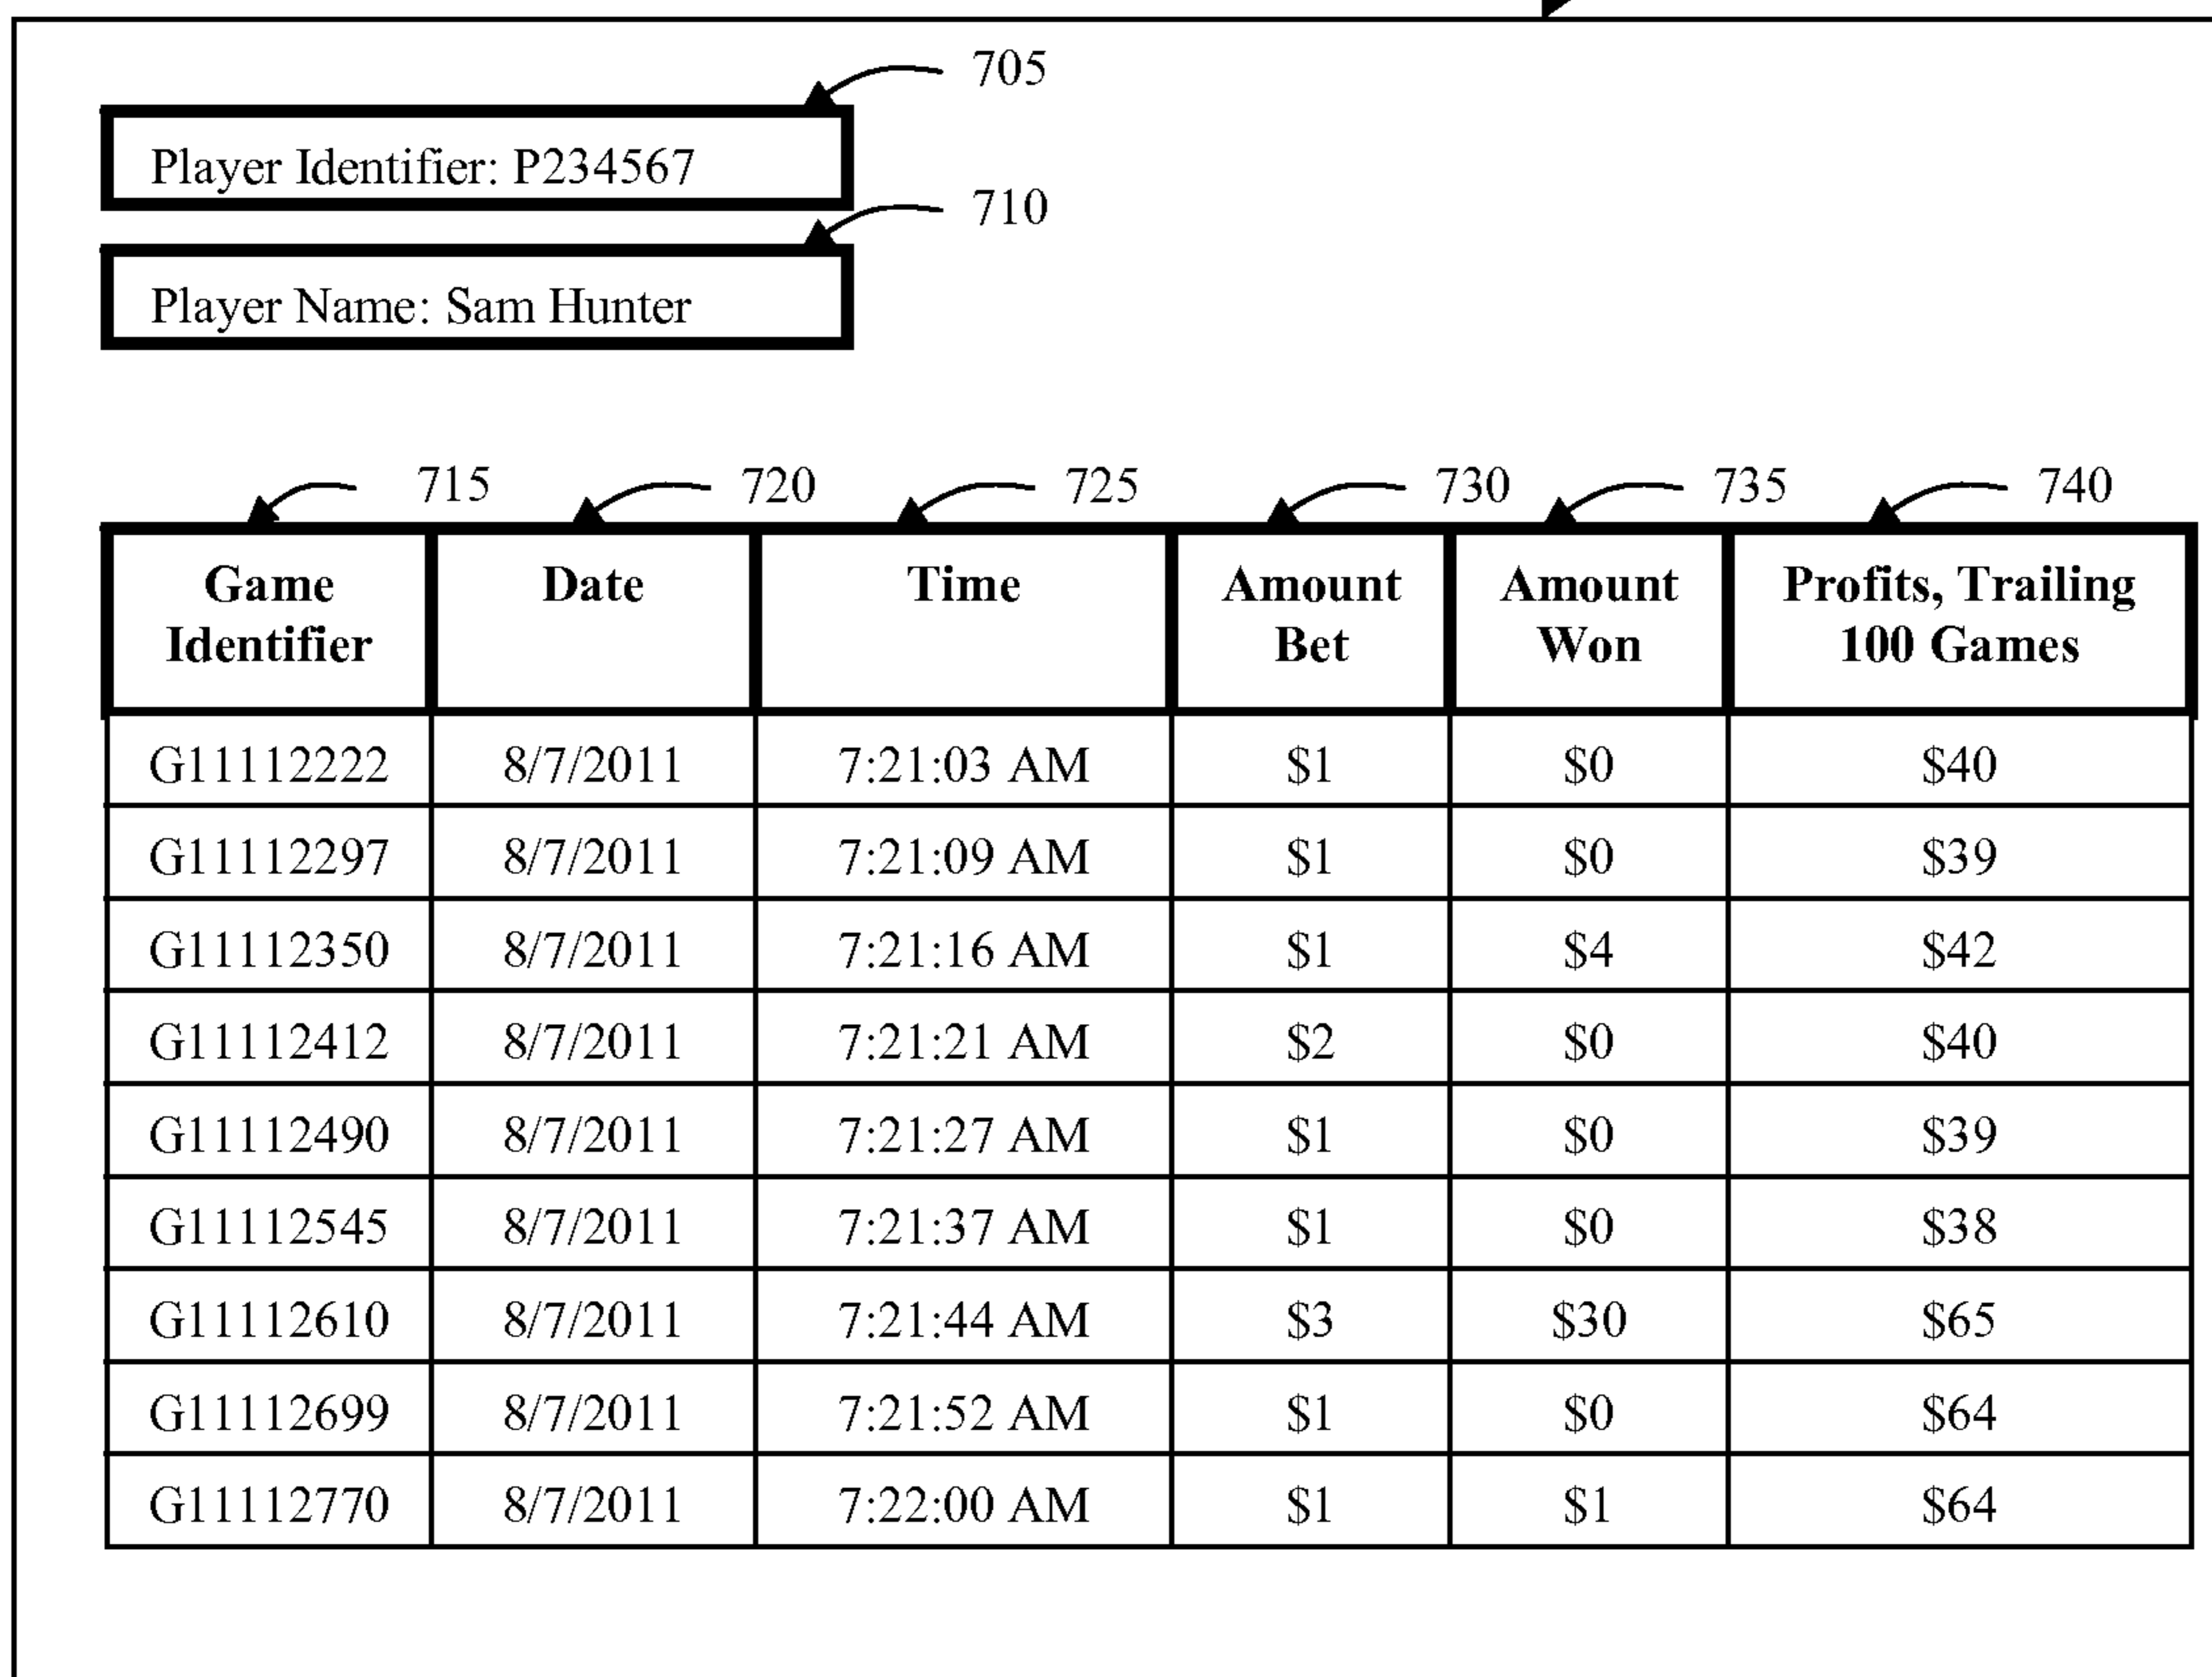 705
Player Identifier: P234567
710
Player Name: Sam Hunter
715 720 725 730 735 740
Game Identifier Date Time Amount Bet Amount Won Profits, Trailing 100 Games
G11112222 8/7/2011 7:21:03 AM $1 $0 $40
G11112297 8/7/2011 7:21:09 AM $1 $0 $39
G11112350 8/7/2011 7:21:16 AM $1 $4 $42
G11112412 8/7/2011 7:21:21 AM $2 $0 $40
G11112490 8/7/2011 7:21:27 AM $1 $0 $39
G11112545 8/7/2011 7:21:37 AM $1 $0 $38
G11112610 8/7/2011 7:21:44 AM $3 $30 $65
G11112699 8/7/2011 7:21:52 AM $1 $0 $64
G11112770 8/7/2011 7:22:00 AM $1 $1 $64